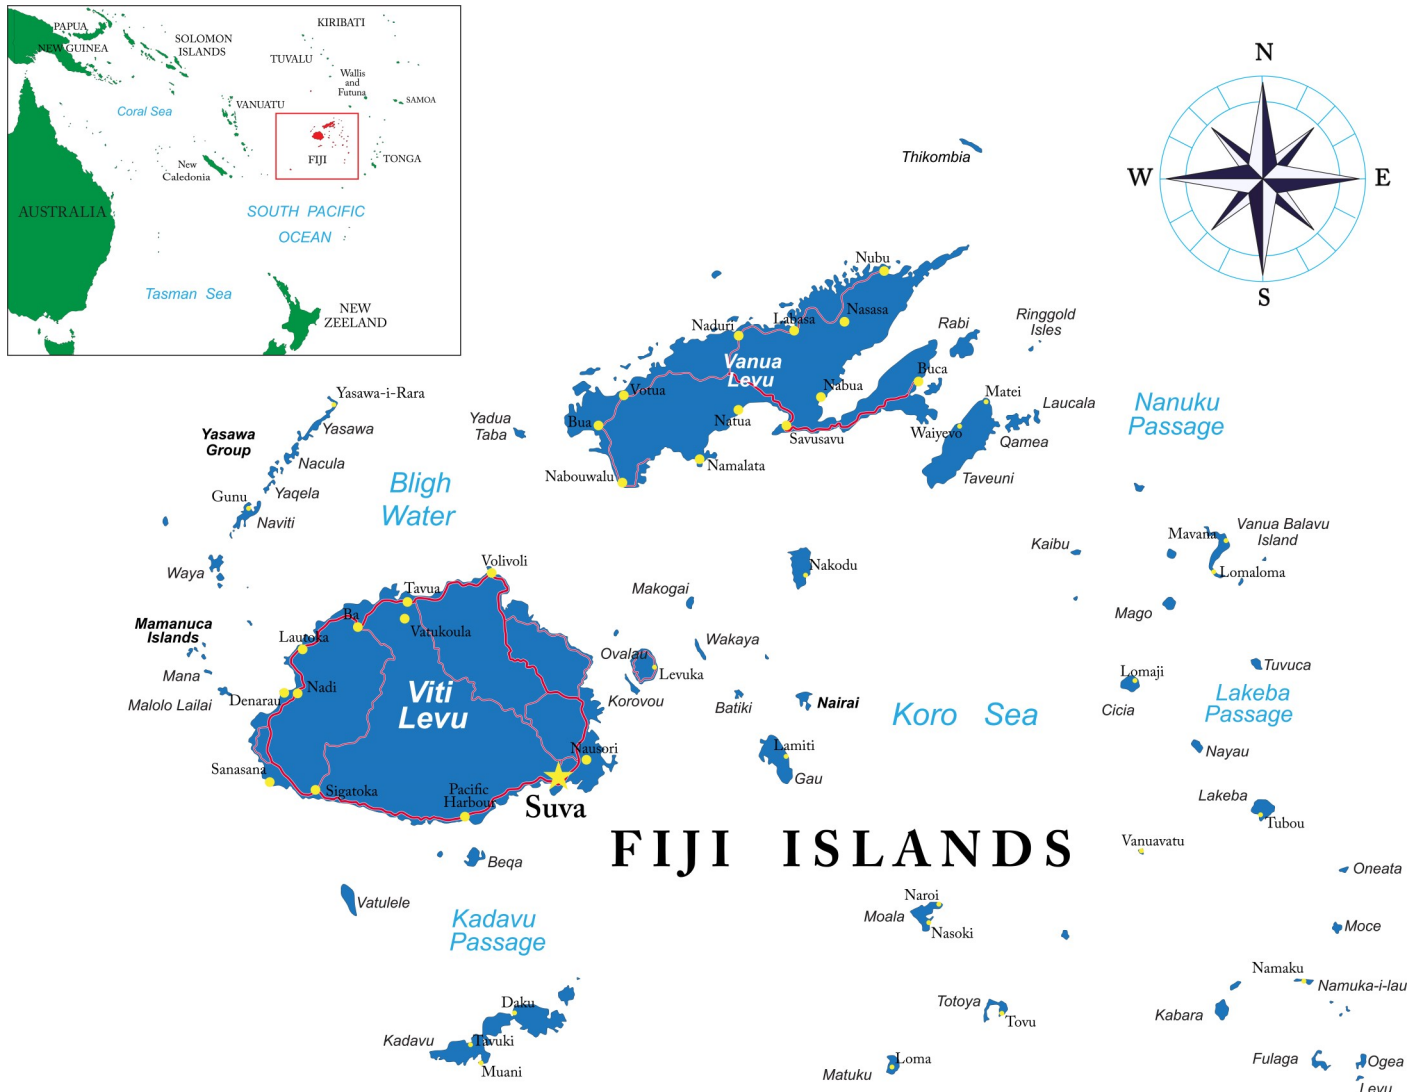 PAPUA
NEW GUINEA
SOLOMON
ISLANDS
KIRIBATI
TUVALU
Wallis
and
Futuna
SAMOA
VANUATU
Coral Sea
FIJI
TONGA
New
Caledonia
AUSTRALIA
SOUTH PACIFIC
OCEAN
Tasman Sea
NEW
ZEELAND
N
W
E
S
Thikombia
Nubu
Nasasa
Labasa
Naduri
Vanua
Levu
Rabi
Ringgold
Isles
Buca
Nabua
Votua
Natua
Bua
Savusavu
Namalata
Nabouwalu
Matei
Laucala
Waiyevo
Qamea
Taveuni
Nanuku
Passage
Yadua
Taba
Yasawa-i-Rara
Yasawa
Yasawa
Group
Nacula
Yaqela
Gunu
Naviti
Bligh
Water
Waya
Mamanuca
Islands
Mana
Malolo Lailai
Volivoli
Tavua
Ba
Vatukoula
Lautoka
Nadi
Denarau
Viti
Levu
Sanasana
Sigatoka
Pacific
Harbour
Nausori
Suva
Makogai
Wakaya
Ovalau
Levuka
Korovou
Batiki
Nairai
Nakodu
Lamiti
Gau
Koro Sea
Kaibu
Mavana
Vanua Balavu
Island
Lomaloma
Mago
Lomaji
Cicia
Tuvuca
Lakeba
Passage
Nayau
Lakeba
Tubou
Vanuavatu
Oneata
Moce
FIJI ISLANDS
Beqa
Vatulele
Kadavu
Passage
Daku
Kadavu
Tavuki
Muani
Naroi
Moala
Nasoki
Totoya
Tovu
Loma
Matuku
Namaku
Namuka-i-lau
Kabara
Fulaga
Ogea
Levu